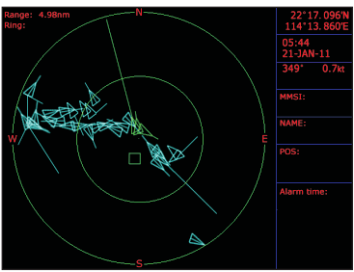 Range: 4.98nm
Ring:
N
W
E
S
22°17.096'N
114°13.860'E
05:44
21-JAN-11
349° 0.7kt
MMSI:
NAME:
POS:
Alarm time: